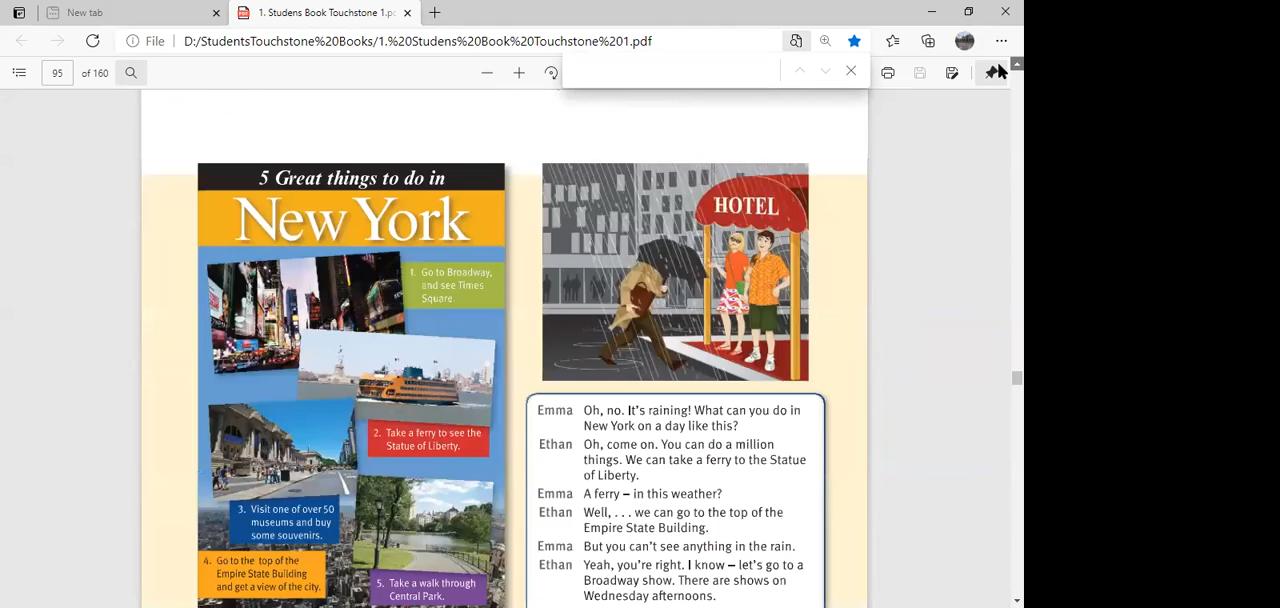 New tab
1. Studens Book Touchstone 1.pc
File
D:/StudentsTouchstone%20Books/1.%20Studens%20Book%20Touchstone%201.pdf
95
of 160
5 Great things to do in
New York
1. Go to Broadway,
and see Times
Square.
2. Take a ferry to see the
Statue of Liberty.
3. Visit one of over 50
museums and buy
some souvenirs.
4. Go to the top of the
Empire State Building
and get a view of the city.
5. Take a walk through
Central Park.
HOTEL
Emma Oh, no. It's raining! What can you do in
New York on a day like this?
Ethan Oh, come on. You can do a million
things. We can take a ferry to the Statue
of Liberty.
Emma A ferry – in this weather?
Ethan Well, . . . we can go to the top of the
Empire State Building.
Emma But you can't see anything in the rain.
Ethan Yeah, you're right. I know – let's go to a
Broadway show. There are shows on
Wednesday afternoons.